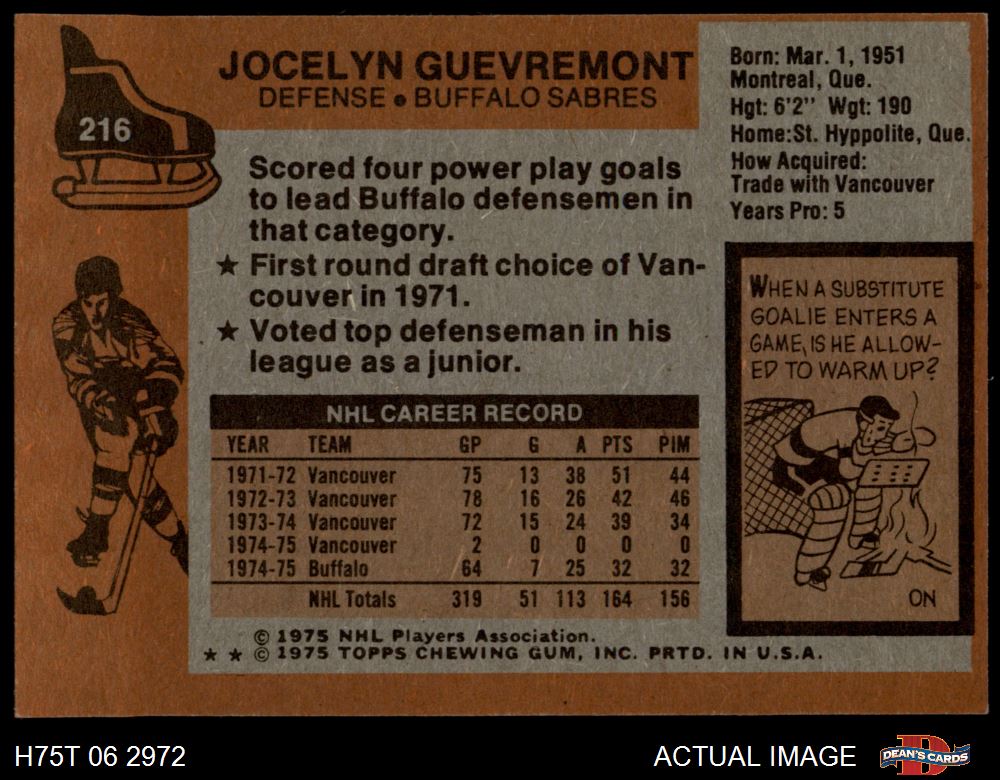 216
JOCELYN GUEVREMONT
DEFENSE • BUFFALO SABRES
Born: Mar. 1, 1951
Montreal, Que.
Hgt: 6'2" Wgt: 190
Home:St. Hyppolite, Que.
How Acquired:
Trade with Vancouver
Years Pro: 5
Scored four power play goals
to lead Buffalo defensemen in
that category.
★ First round draft choice of Van-
couver in 1971.
★ Voted top defenseman in his
league as a junior.
NHL CAREER RECORD
YEAR TEAM GP G A PTS PIM
1971-72 Vancouver 75 13 38 51 44
1972-73 Vancouver 78 16 26 42 46
1973-74 Vancouver 72 15 24 39 34
1974-75 Vancouver 2 0 0 0 0
1974-75 Buffalo 64 7 25 32 32
NHL Totals 319 51 113 164 156
WHEN A SUBSTITUTE
GOALIE ENTERS A
GAME, IS HE ALLOW-
ED TO WARM UP?
ON
© 1975 NHL Players Association.
★ ★ © 1975 TOPPS CHEWING GUM, INC. PRTD. IN U.S.A.
H75T 06 2972
ACTUAL IMAGE
DEAN'S CARDS